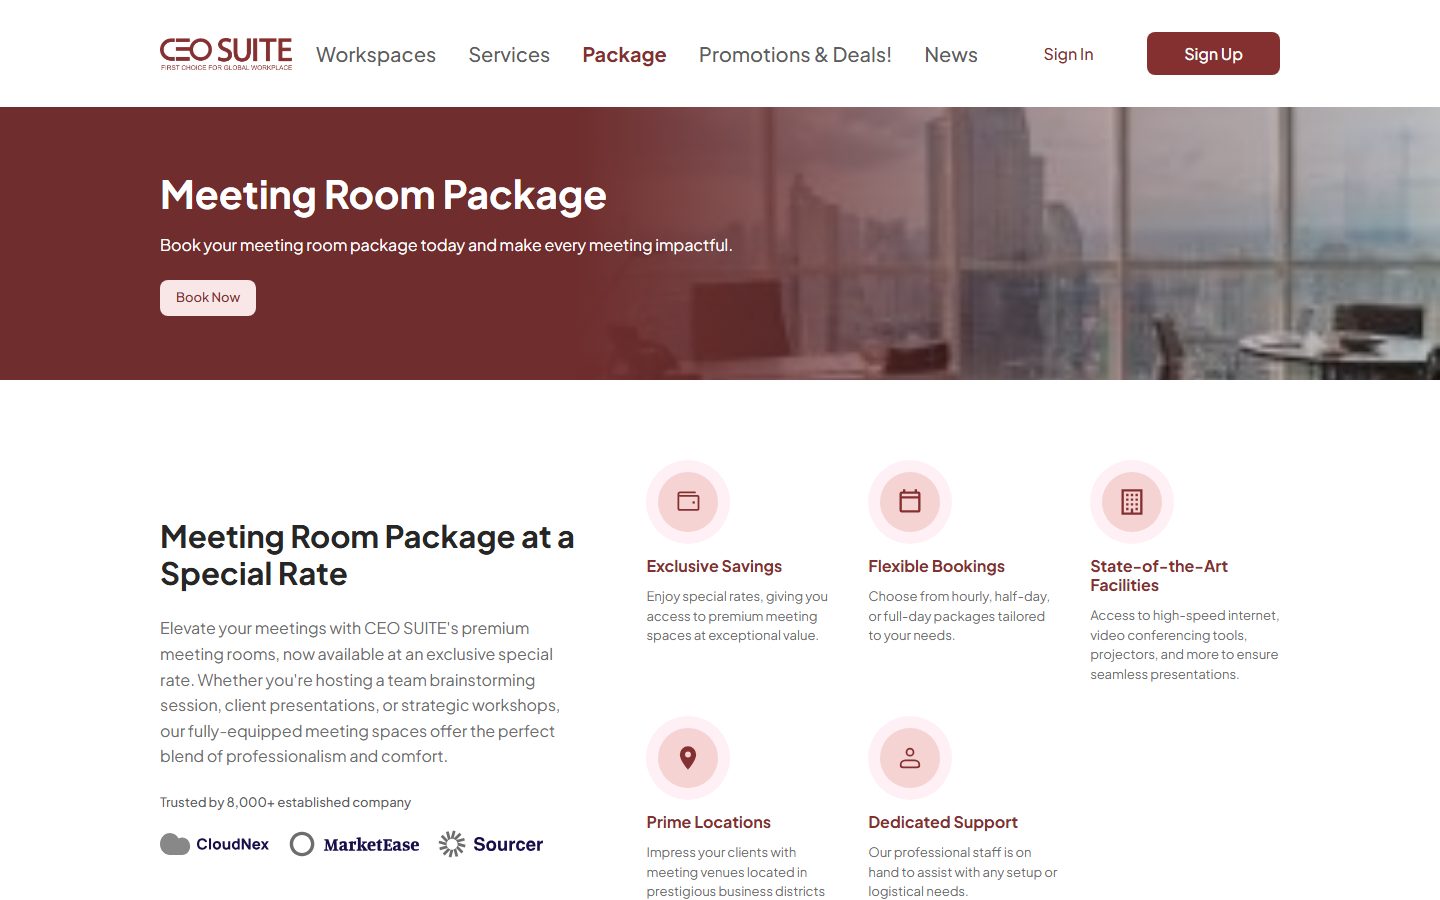 CEO SUITE
FIRST CHOICE FOR GLOBAL WORKPLACE
Workspaces
Services
Package
Promotions & Deals!
News
Sign In
Sign Up
Meeting Room Package
Book your meeting room package today and make every meeting impactful.
Book Now
Meeting Room Package at a
Special Rate
Elevate your meetings with CEO SUITE's premium
meeting rooms, now available at an exclusive special
rate. Whether you're hosting a team brainstorming
session, client presentations, or strategic workshops,
our fully-equipped meeting spaces offer the perfect
blend of professionalism and comfort.
Trusted by 8,000+ established company
CloudNex
MarketEase
Sourcer
Exclusive Savings
Enjoy special rates, giving you
access to premium meeting
spaces at exceptional value.
Flexible Bookings
Choose from hourly, half-day,
or full-day packages tailored
to your needs.
State-of-the-Art
Facilities
Access to high-speed internet,
video conferencing tools,
projectors, and more to ensure
seamless presentations.
Prime Locations
Impress your clients with
meeting venues located in
prestigious business districts
Dedicated Support
Our professional staff is on
hand to assist with any setup or
logistical needs.